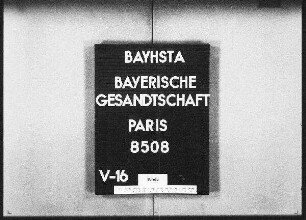 BAYHSTA
BAYERISCHE
GESANDTSCHAFT
PARIS
8508
V-16